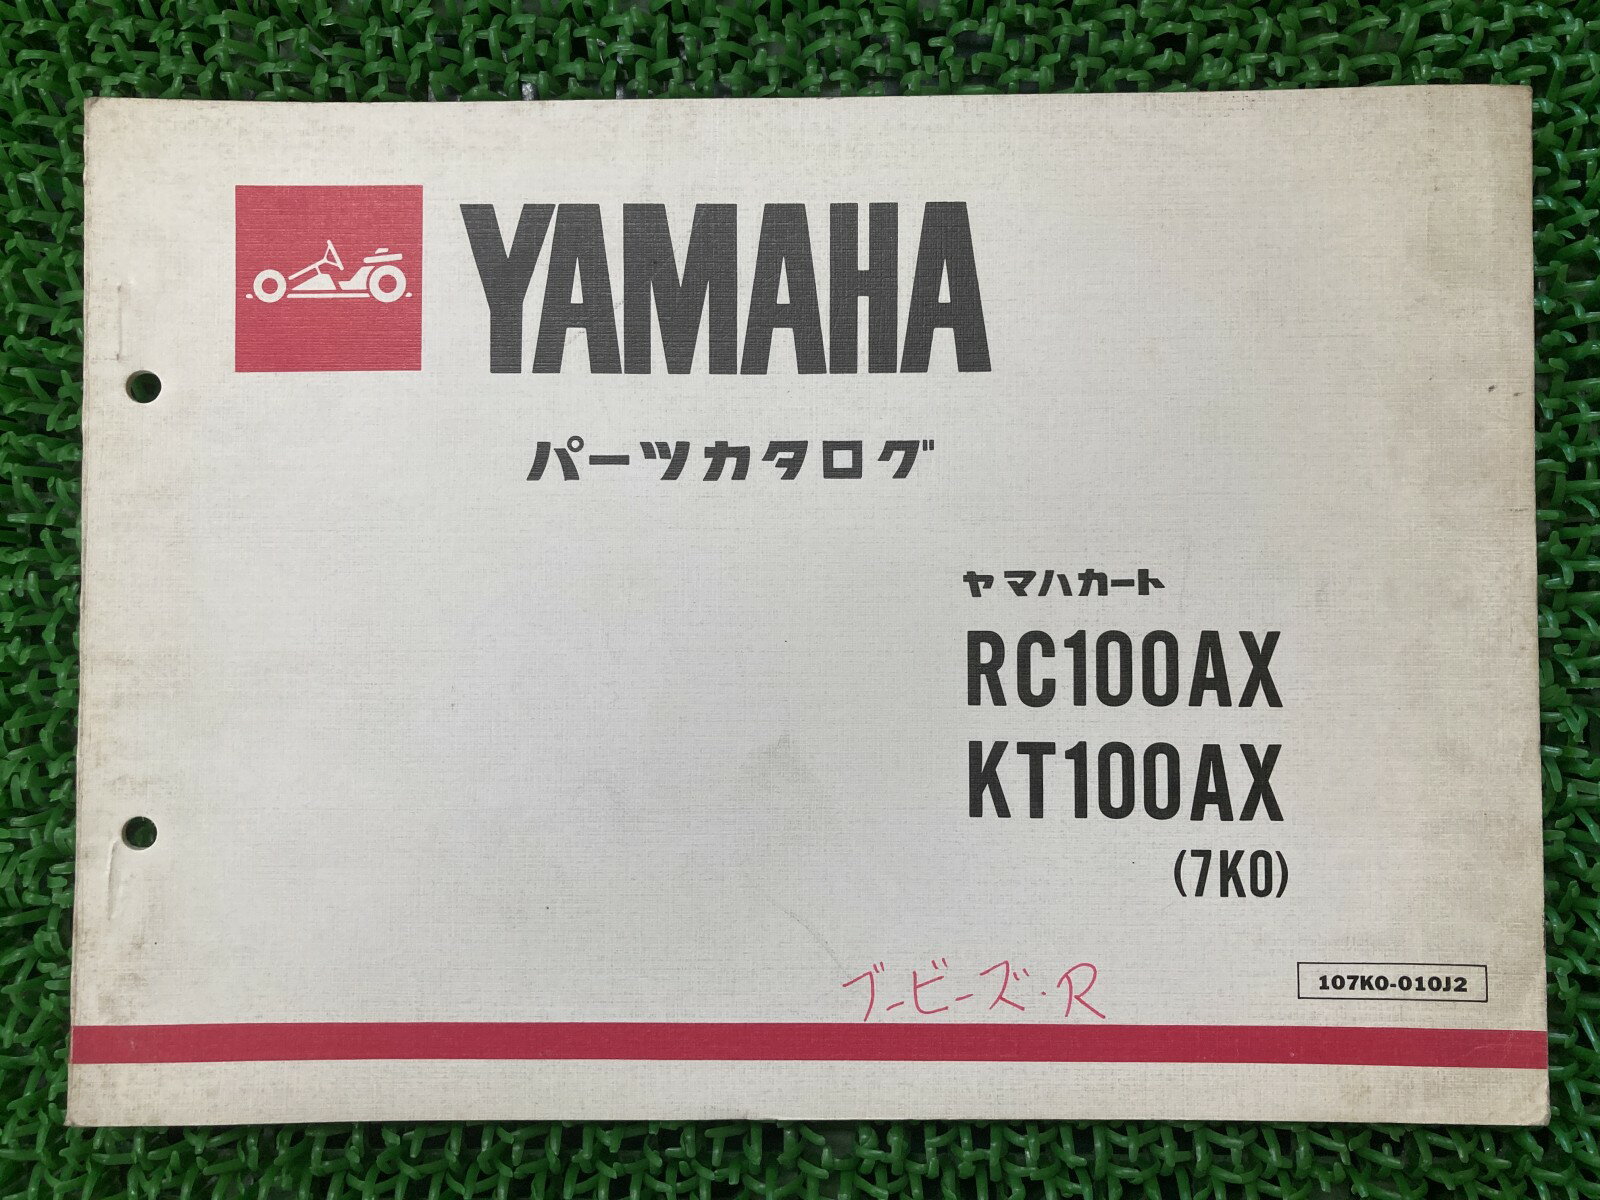 YAMAHA
パーツカタログ
ヤマハカート
RC100AX
KT100AX
(7K0)
ブービーズ・R
107K0-010J2